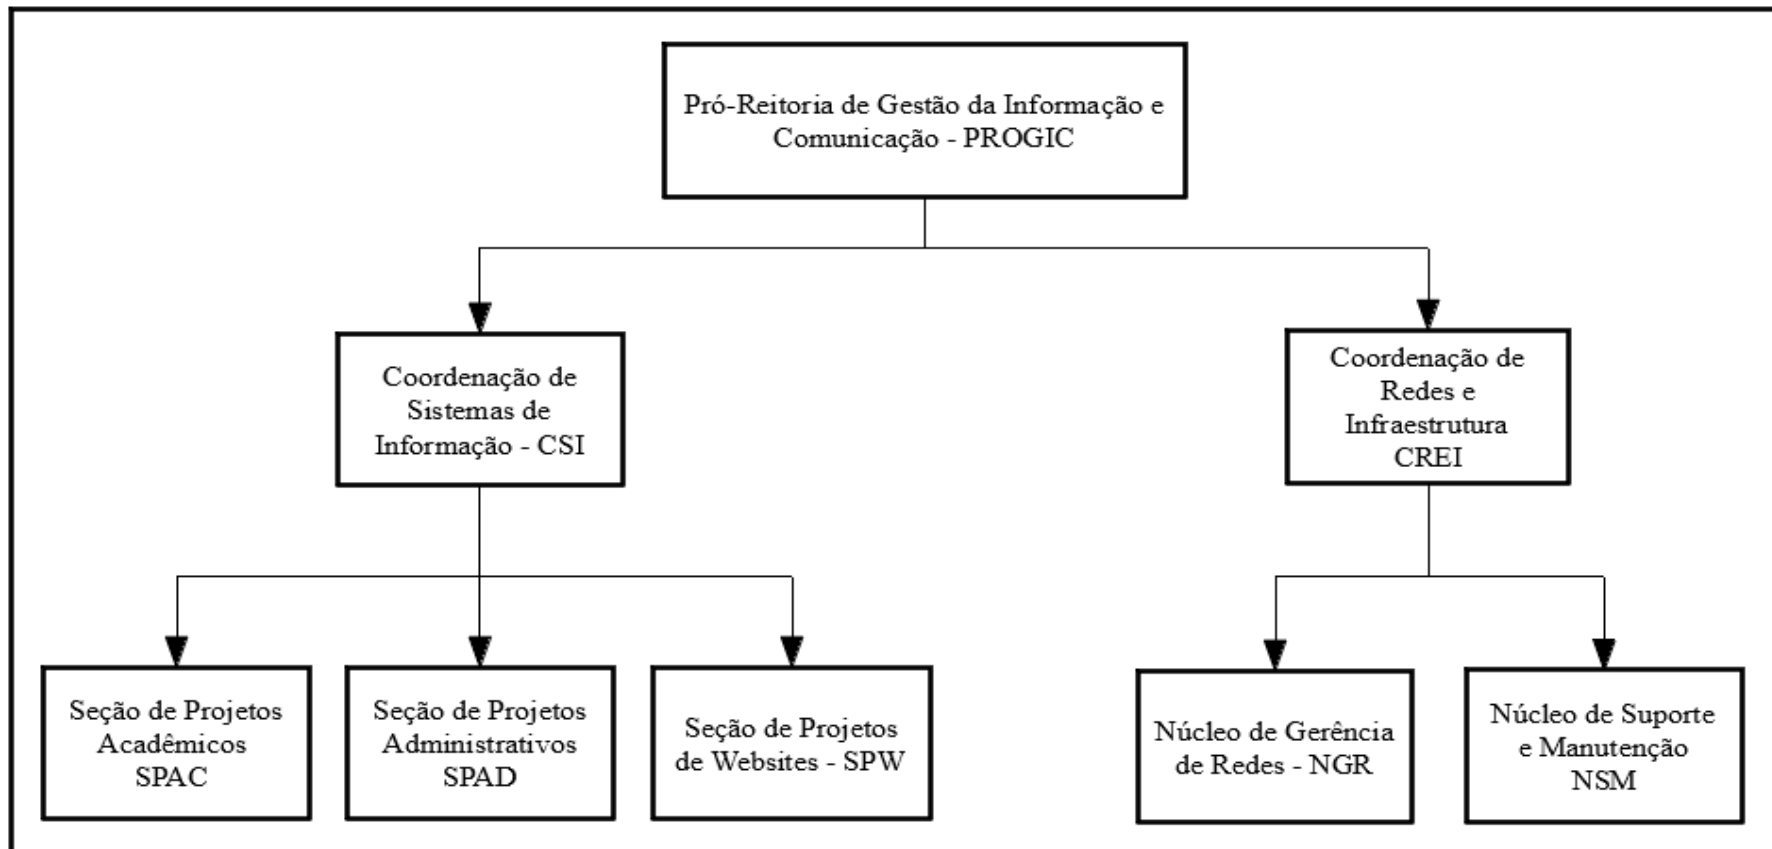 Pró-Reitoria de Gestão da Informação e
Comunicação - PROGIC
Coordenação de
Sistemas de
Informação - CSI
Coordenação de
Redes e
Infraestrutura
CREI
Seção de Projetos
Acadêmicos
SPAC
Seção de Projetos
Administrativos
SPAD
Seção de Projetos
de Websites - SPW
Núcleo de Gerência
de Redes - NGR
Núcleo de Suporte
e Manutenção
NSM